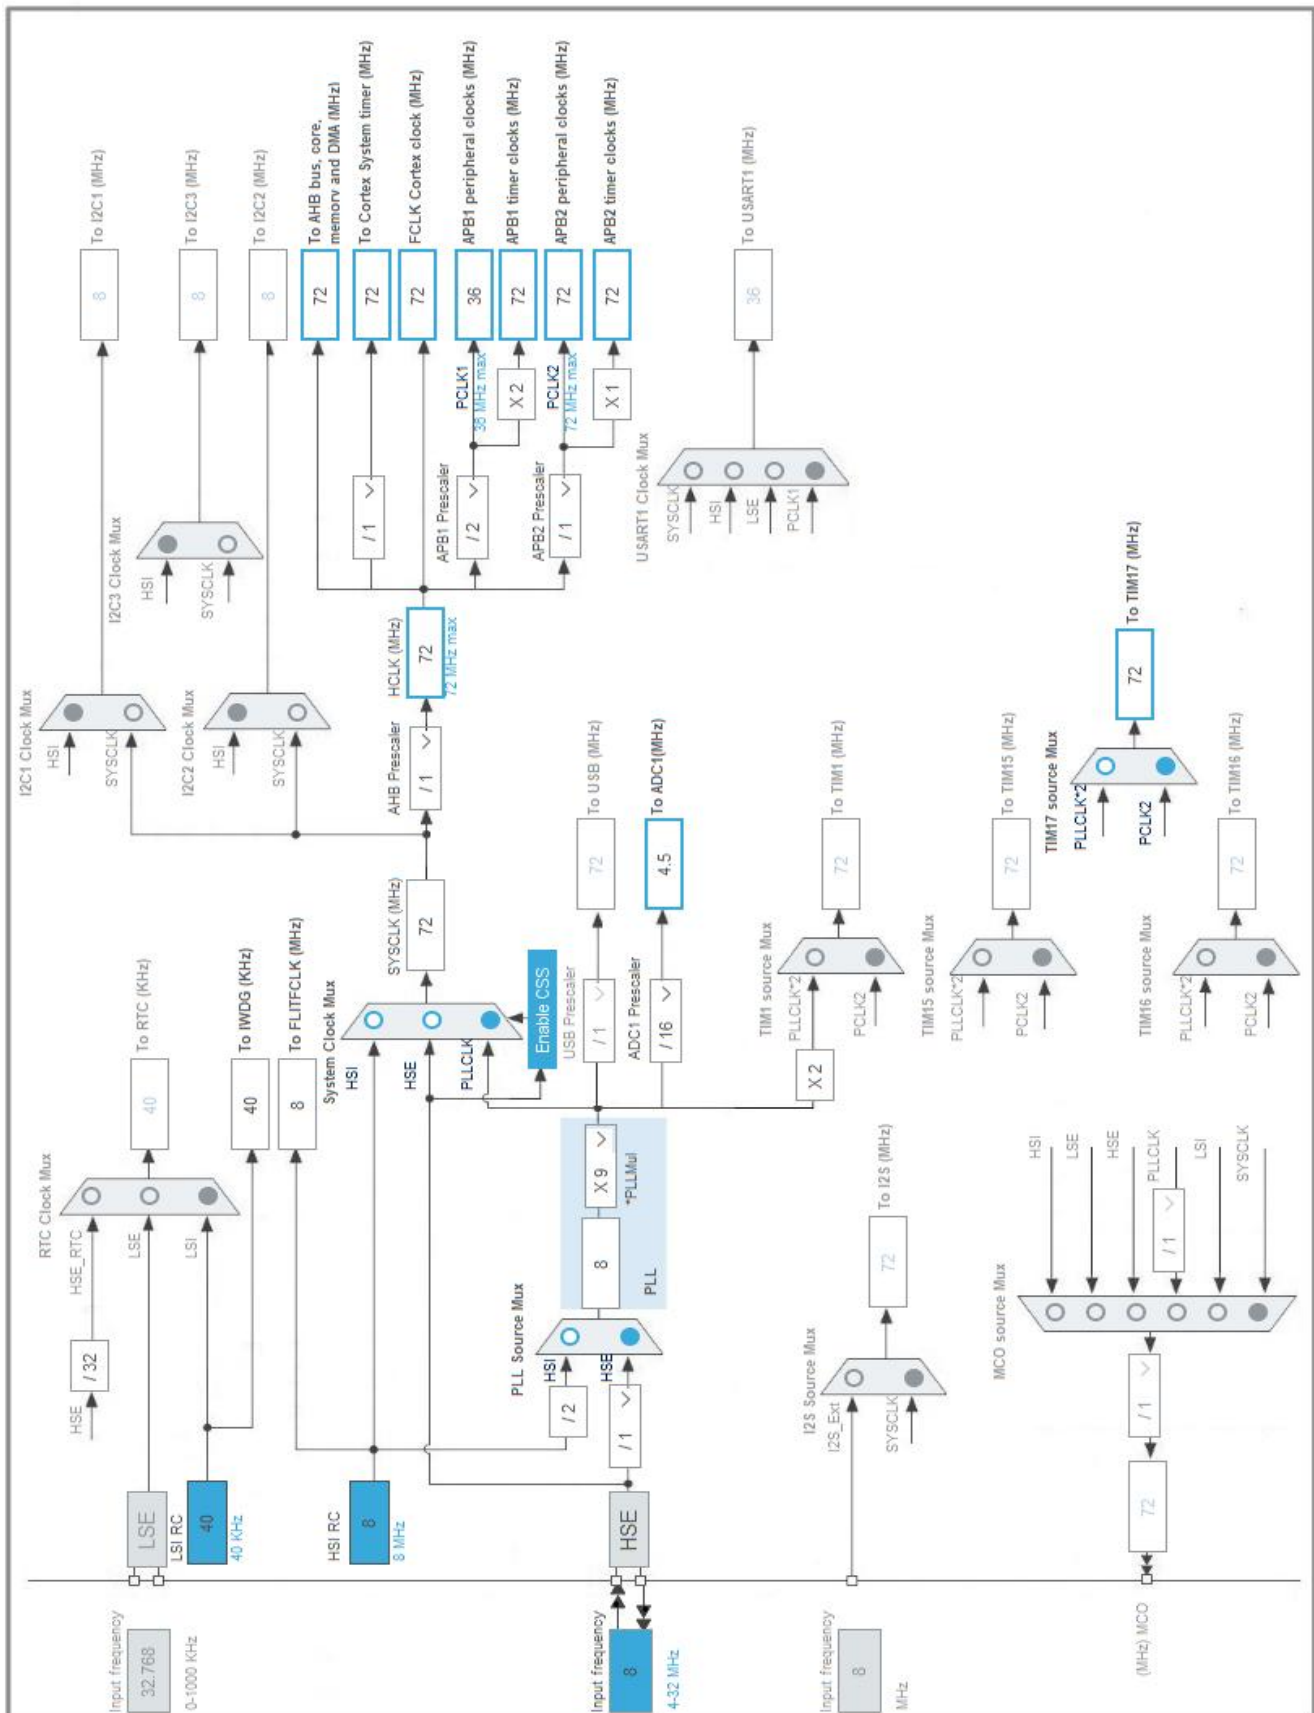 Input frequency
32.768
0-1000 KHz
LSE
LSI RC
40
40 KHz
HSE
/ 32
HSE_RTC
LSE
LSI
RTC Clock Mux
40
To RTC (KHz)
40
To IWDG (KHz)
HSI RC
8
8 MHz
8
To FLITFCLK (MHz)
System Clock Mux
HSI
HSE
PLLCLK
Enable CSS
SYSCLK (MHz)
72
AHB Prescaler
/ 1
HCLK (MHz)
72
72 MHz max
I2C1 Clock Mux
HSI
SYSCLK
8
To I2C1 (MHz)
I2C3 Clock Mux
HSI
SYSCLK
8
To I2C3 (MHz)
I2C2 Clock Mux
HSI
SYSCLK
8
To I2C2 (MHz)
72
To AHB bus, core,
memory and DMA (MHz)
/ 1
72
To Cortex System timer (MHz)
72
FCLK Cortex clock (MHz)
APB1 Prescaler
/ 2
PCLK1
36 MHz max
36
APB1 peripheral clocks (MHz)
X 2
72
APB1 timer clocks (MHz)
APB2 Prescaler
/ 1
PCLK2
72 MHz max
72
APB2 peripheral clocks (MHz)
X 1
72
APB2 timer clocks (MHz)
Input frequency
8
4-32 MHz
HSE
/ 2
/ 1
PLL Source Mux
HSI
HSE
8
X 9
*PLLMul
PLL
USB Prescaler
/ 1
72
To USB (MHz)
ADC1 Prescaler
/ 16
4.5
To ADC1(MHz)
USART1 Clock Mux
SYSCLK
HSI
LSE
PCLK1
36
To USART1 (MHz)
X 2
TIM1 source Mux
PLLCLK*2
PCLK2
72
To TIM1 (MHz)
Input frequency
8
MHz
I2S Source Mux
I2S_Ext
SYSCLK
72
To I2S (MHz)
TIM15 source Mux
PLLCLK*2
PCLK2
72
To TIM15 (MHz)
TIM17 source Mux
PLLCLK*2
PCLK2
72
To TIM17 (MHz)
TIM16 source Mux
PLLCLK*2
PCLK2
72
To TIM16 (MHz)
(MHz) MCO
72
/ 1
MCO source Mux
HSI
LSE
HSE
/ 1
PLLCLK
LSI
SYSCLK